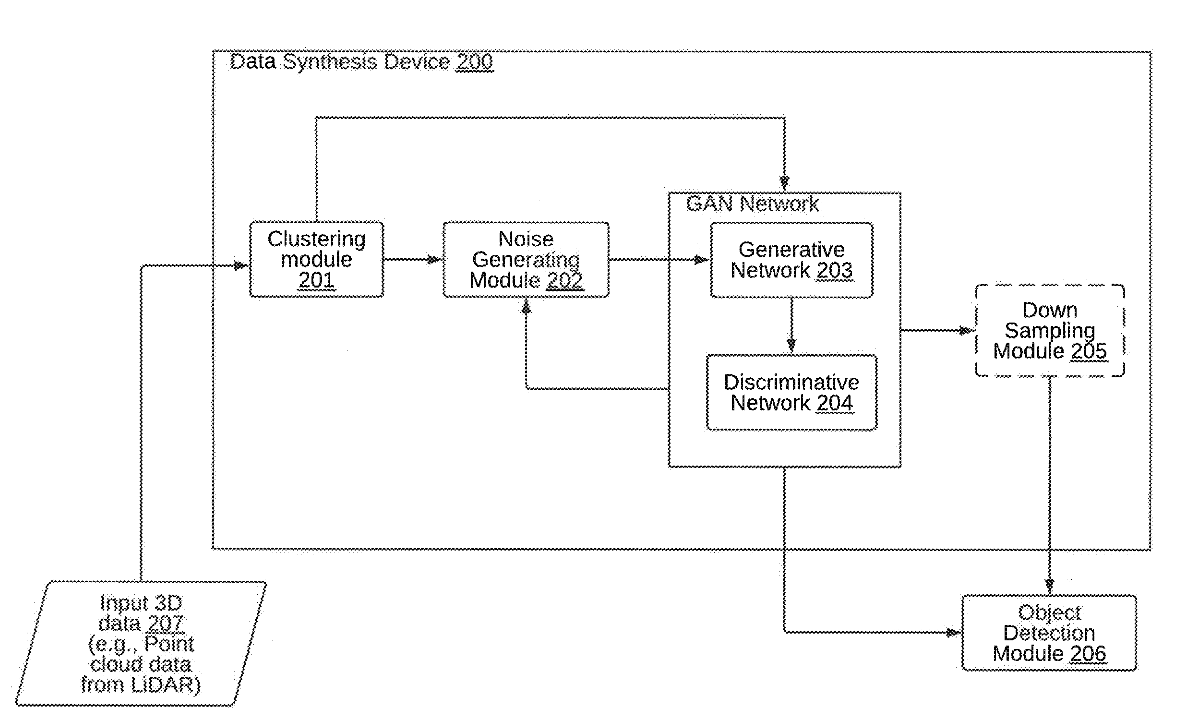 Data Synthesis Device 200
GAN Network
Clustering
module
201
Noise
Generating
Module 202
Generative
Network 203
Down
Sampling
Module 205
Discriminative
Network 204
Input 3D
data 207
(e.g., Point
cloud data
from LiDAR)
Object
Detection
Module 206